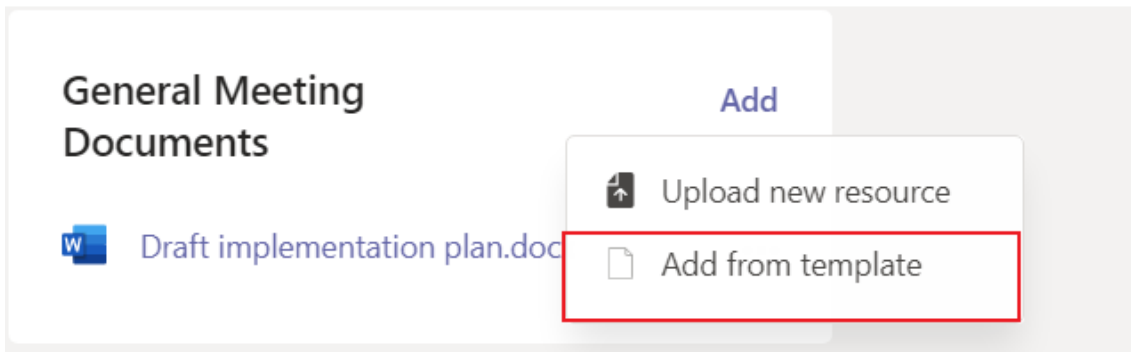 General Meeting
Documents
Add
Upload new resource
W Draft implementation plan.doc
Add from template